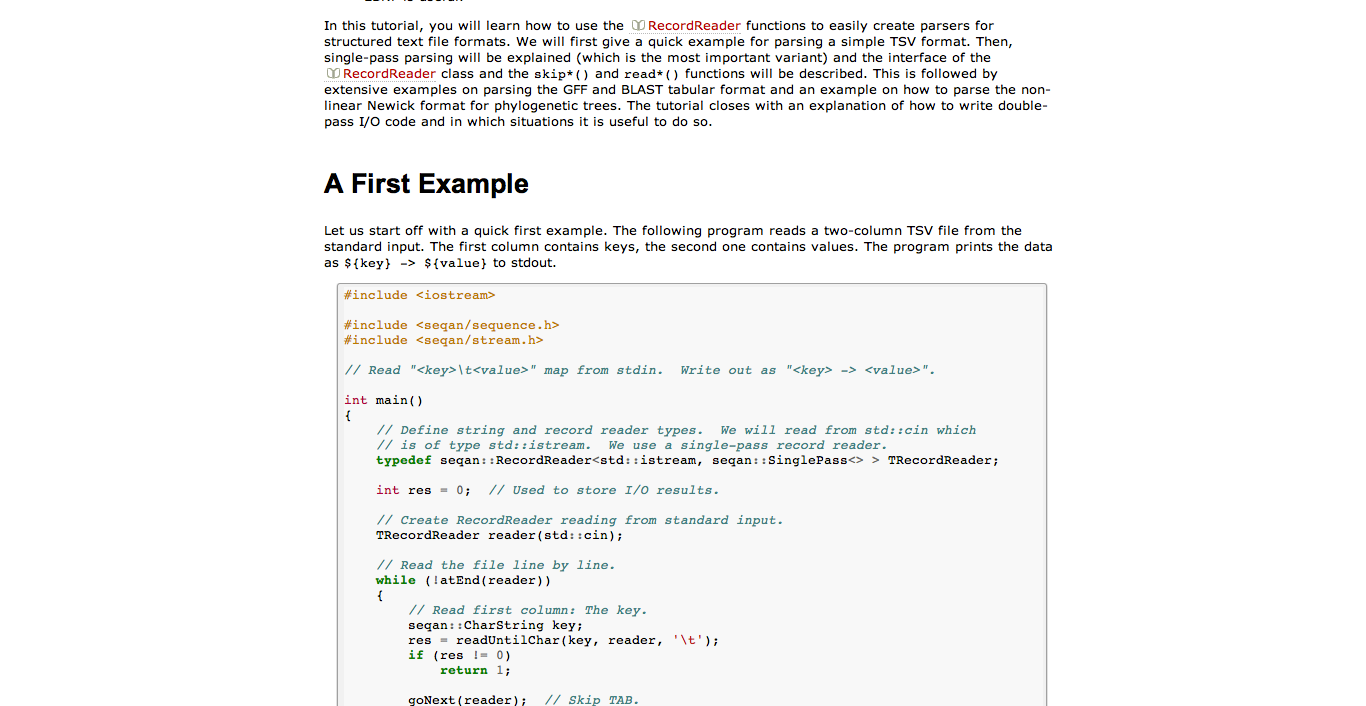 In this tutorial, you will learn how to use the RecordReader functions to easily create parsers for
structured text file formats. We will first give a quick example for parsing a simple TSV format. Then,
single-pass parsing will be explained (which is the most important variant) and the interface of the
RecordReader class and the skip*() and read*() functions will be described. This is followed by
extensive examples on parsing the GFF and BLAST tabular format and an example on how to parse the non-
linear Newick format for phylogenetic trees. The tutorial closes with an explanation of how to write double-
pass I/O code and in which situations it is useful to do so.
A First Example
Let us start off with a quick first example. The following program reads a two-column TSV file from the
standard input. The first column contains keys, the second one contains values. The program prints the data
as ${key} -> ${value} to stdout.
#include <iostream>
#include <seqan/sequence.h>
#include <seqan/stream.h>
// Read "<key>\t<value>" map from stdin.  Write out as "<key> -> <value>".
int main()
{
    // Define string and record reader types.  We will read from std::cin which
    // is of type std::istream.  We use a single-pass record reader.
    typedef seqan::RecordReader<std::istream, seqan::SinglePass<> > TRecordReader;
    int res = 0;  // Used to store I/O results.
    // Create RecordReader reading from standard input.
    TRecordReader reader(std::cin);
    // Read the file line by line.
    while (!atEnd(reader))
    {
        // Read first column: The key.
        seqan::CharString key;
        res = readUntilChar(key, reader, '\t');
        if (res != 0)
            return 1;
        goNext(reader);  // Skip TAB.